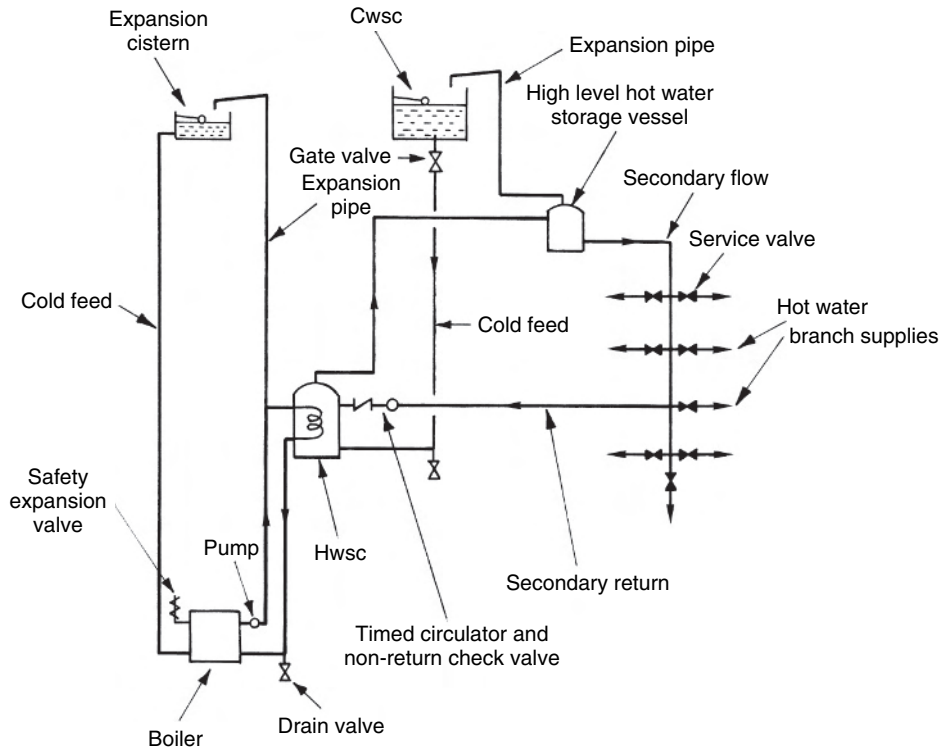 Expansion
cistern
Cwsc
Expansion pipe
High level hot water
storage vessel
Gate valve
Expansion
pipe
Secondary flow
Service valve
Cold feed
Cold feed
Hot water
branch supplies
Safety
expansion
valve
Pump
Hwsc
Secondary return
Timed circulator and
non-return check valve
Drain valve
Boiler